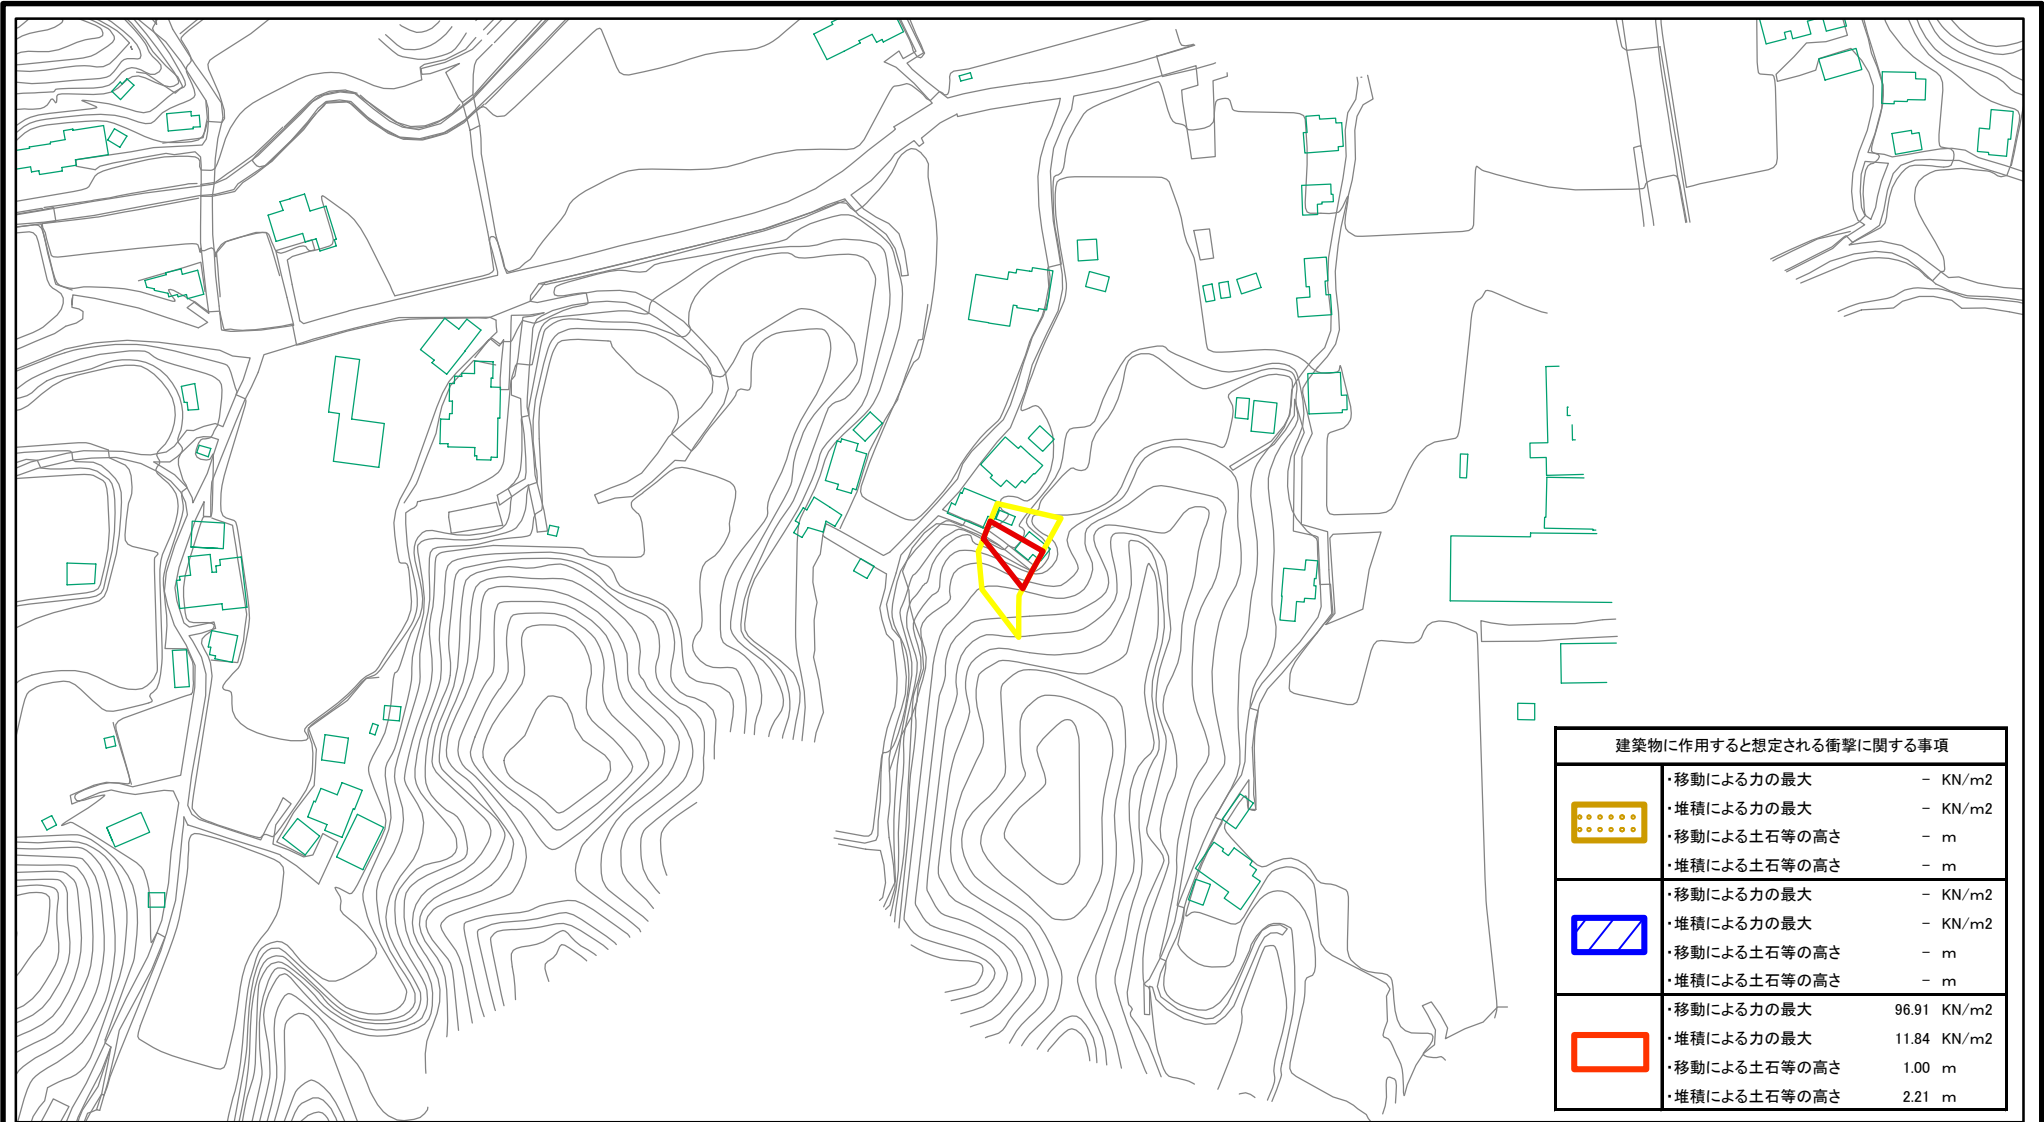 建築物に作用すると想定される衝撃に関する事項
・移動による力の最大 － KN/m2
・堆積による力の最大 － KN/m2
・移動による土石等の高さ － m
・堆積による土石等の高さ － m
・移動による力の最大 － KN/m2
・堆積による力の最大 － KN/m2
・移動による土石等の高さ － m
・堆積による土石等の高さ － m
・移動による力の最大 96.91 KN/m2
・堆積による力の最大 11.84 KN/m2
・移動による土石等の高さ 1.00 m
・堆積による土石等の高さ 2.21 m